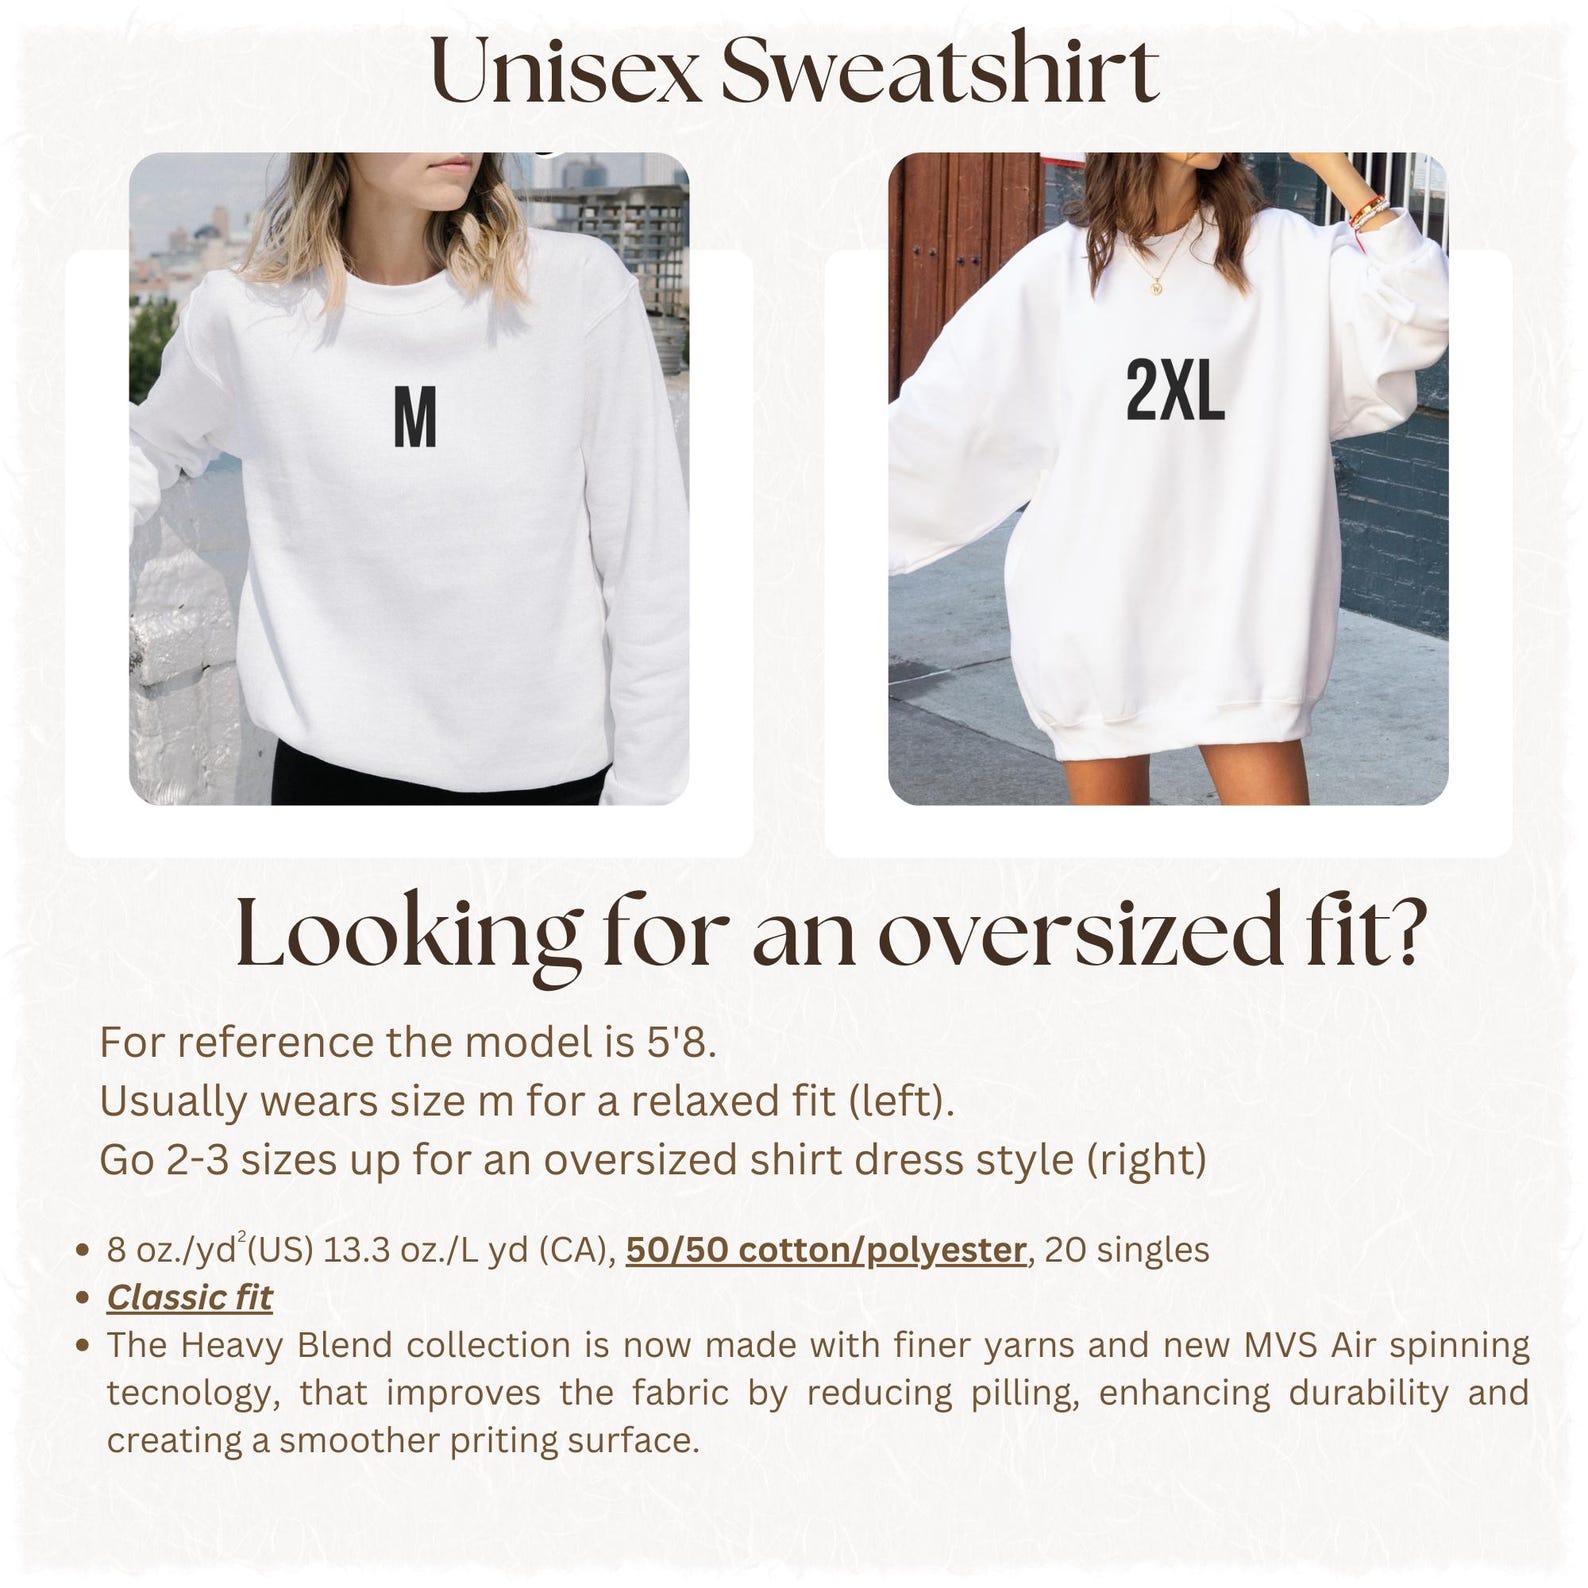 Unisex Sweatshirt
M
2XL
Looking for an oversized fit?
For reference the model is 5'8.
Usually wears size m for a relaxed fit (left).
Go 2-3 sizes up for an oversized shirt dress style (right)
• 8 oz./yd²(US) 13.3 oz./L yd (CA), 50/50 cotton/polyester, 20 singles
• Classic fit
• The Heavy Blend collection is now made with finer yarns and new MVS Air spinning
tecnology, that improves the fabric by reducing pilling, enhancing durability and
creating a smoother priting surface.